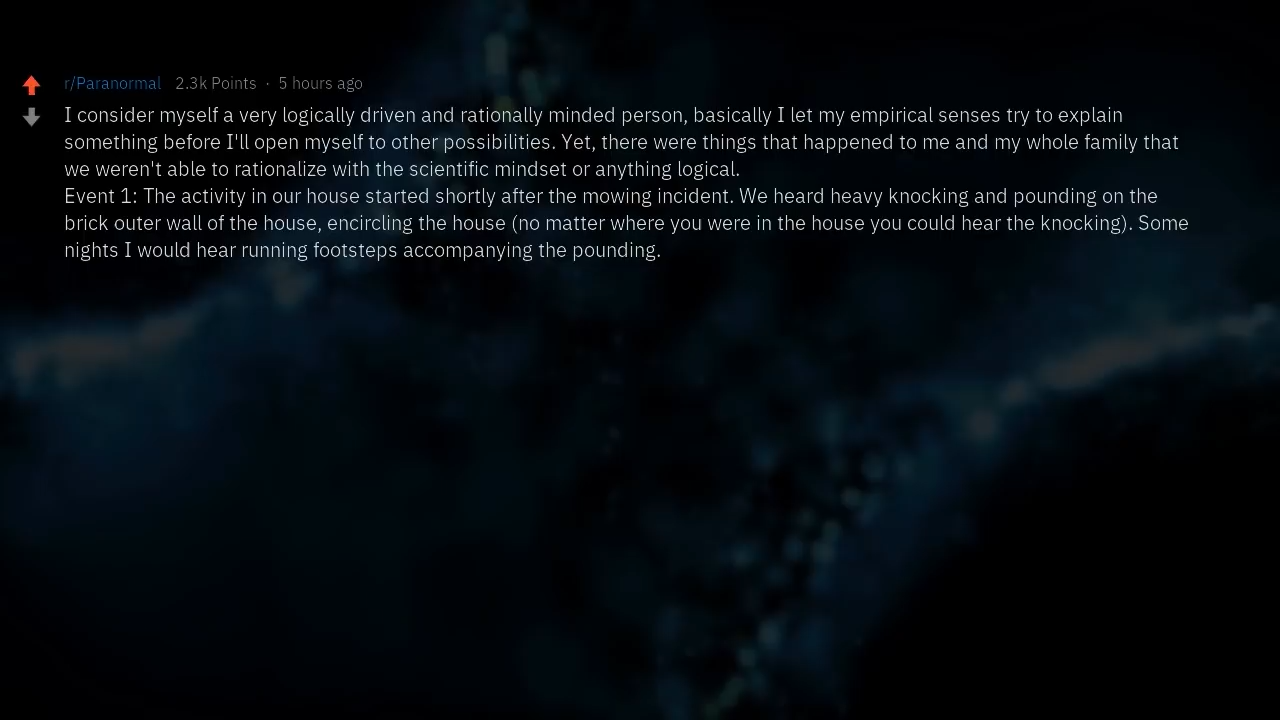 r/Paranormal 2.3k Points · 5 hours ago
I consider myself a very logically driven and rationally minded person, basically I let my empirical senses try to explain
something before I'll open myself to other possibilities. Yet, there were things that happened to me and my whole family that
we weren't able to rationalize with the scientific mindset or anything logical.
Event 1: The activity in our house started shortly after the mowing incident. We heard heavy knocking and pounding on the
brick outer wall of the house, encircling the house (no matter where you were in the house you could hear the knocking). Some
nights I would hear running footsteps accompanying the pounding.